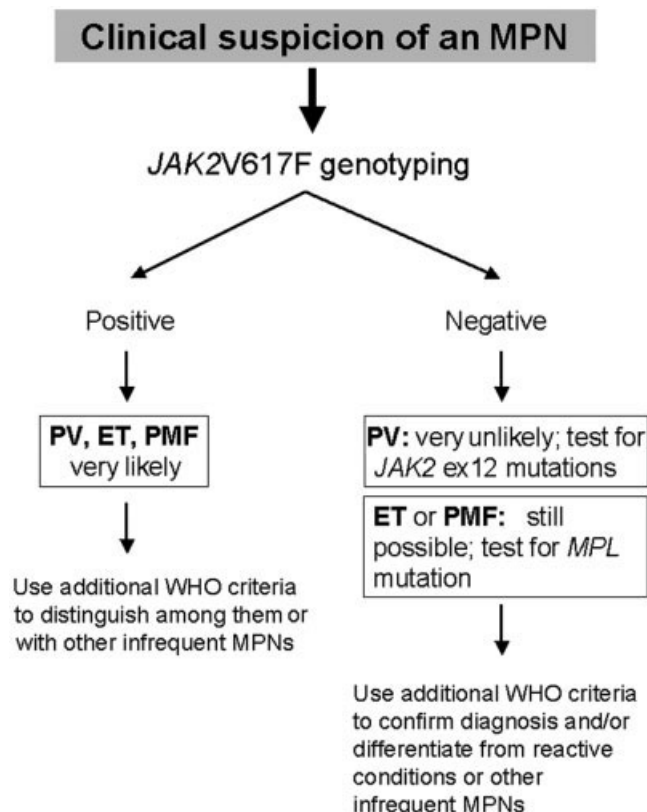 Clinical suspicion of an MPN
JAK2V617F genotyping
Positive
Negative
PV, ET, PMF
very likely
PV: very unlikely; test for
JAK2 ex12 mutations
ET or PMF: still
possible; test for MPL
mutation
Use additional WHO criteria
to distinguish among them or
with other infrequent MPNs
Use additional WHO criteria
to confirm diagnosis and/or
differentiate from reactive
conditions or other
infrequent MPNs